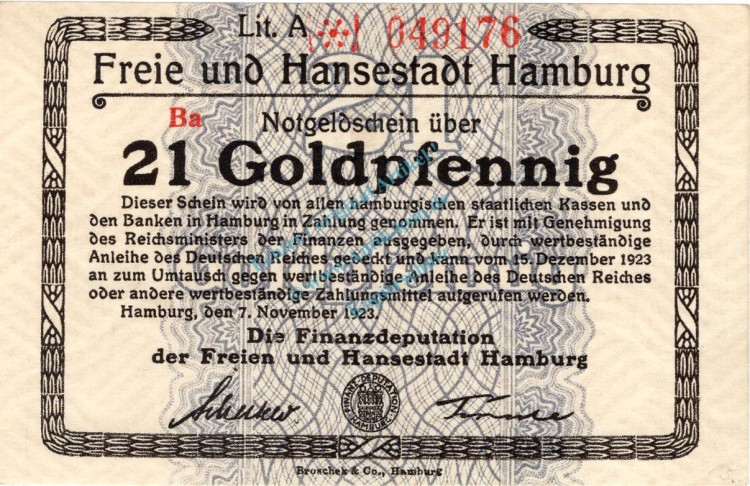 Lit. A 049176
Freie und Hansestadt Hamburg
Ba Notgeldschein über
21 Goldpfennig
Dieser Schein wird von allen hamburgischen staatlichen Kassen und
den Banken in Hamburg in Zahlung genommen. Er ist mit Genehmigung
des Reichsministers der Finanzen ausgegeben, durch wertbeständige
Anleihe des Deutschen Reiches gedeckt und kann vom 15. Dezember 1923
an zum Umtausch gegen wertbeständige Anleihe des Deutschen Reiches
oder andere wertbeständige Zahlungsmittel aufgerufen werden.
Hamburg, den 7. November 1923.
Die Finanzdeputation
der Freien und Hansestadt Hamburg
FINANZ-DEPUTATION
HAMBURG
Broschek & Co., Hamburg